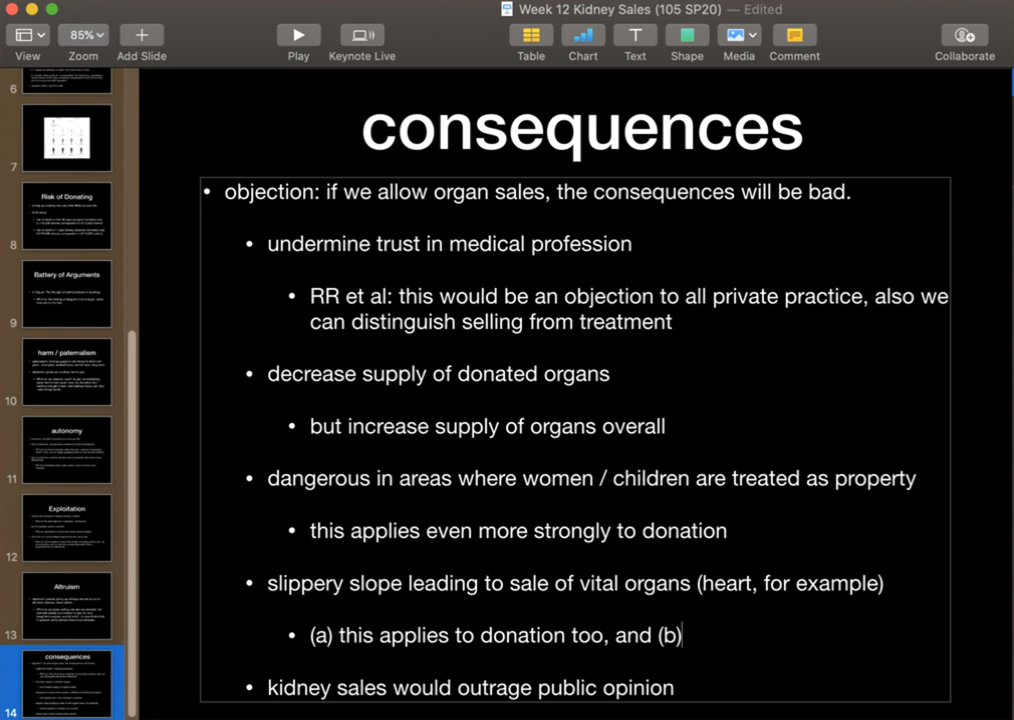 Week 12 Kidney Sales (105 SP20) — Edited
85%
View
Zoom
Add Slide
Play
Keynote Live
Table
Chart
Text
Shape
Media
Comment
Collaborate
6
7
Risk of Donating
8
Battery of Arguments
9
harm / paternalism
10
autonomy
11
Exploitation
12
Altruism
13
consequences
14
consequences
• objection: if we allow organ sales, the consequences will be bad.
• undermine trust in medical profession
• RR et al: this would be an objection to all private practice, also we
can distinguish selling from treatment
• decrease supply of donated organs
• but increase supply of organs overall
• dangerous in areas where women / children are treated as property
• this applies even more strongly to donation
• slippery slope leading to sale of vital organs (heart, for example)
• (a) this applies to donation too, and (b)
• kidney sales would outrage public opinion